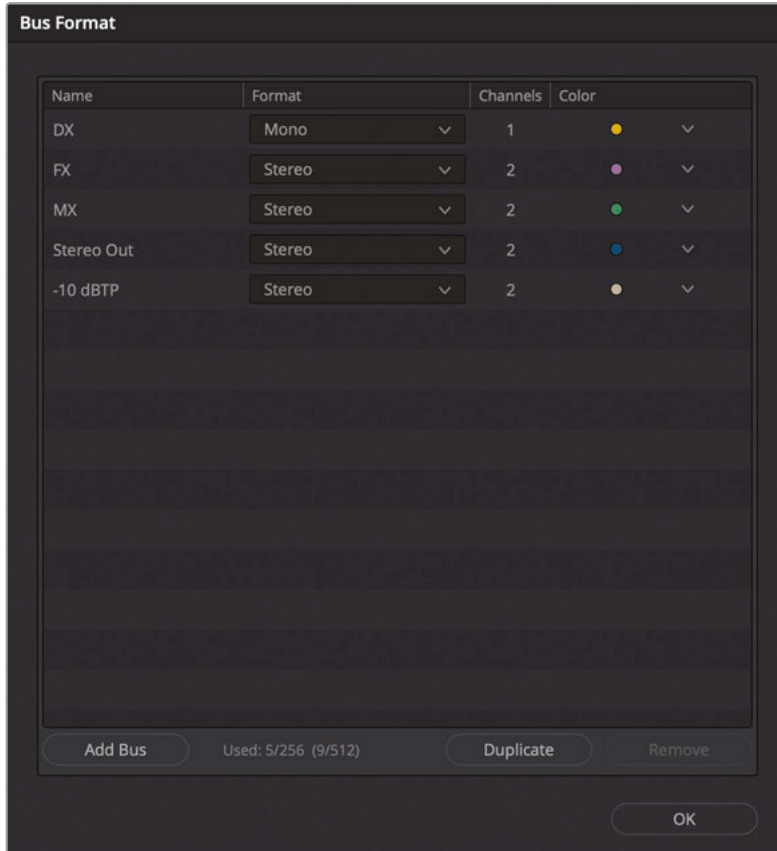 Bus Format
Name Format Channels Color
DX Mono 1
FX Stereo 2
MX Stereo 2
Stereo Out Stereo 2
-10 dBTP Stereo 2
Add Bus Used: 5/256 (9/512) Duplicate Remove
OK